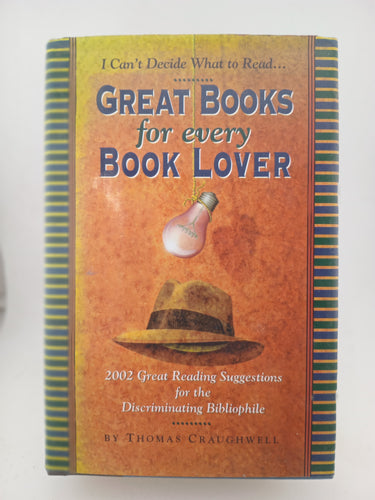 I Can't Decide What to Read...
GREAT BOOKS
for every
BOOK LOVER
2002 Great Reading Suggestions
for the
Discriminating Bibliophile
BY THOMAS CRAUGHWELL